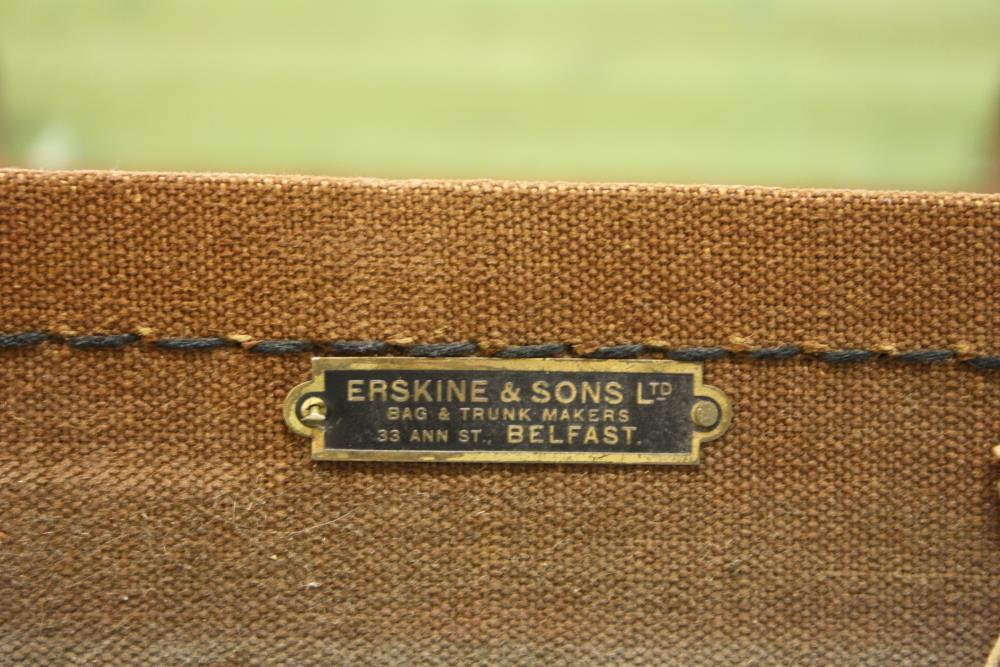 ERSKINE & SONS LTD
BAG & TRUNK MAKERS
33 ANN ST., BELFAST.